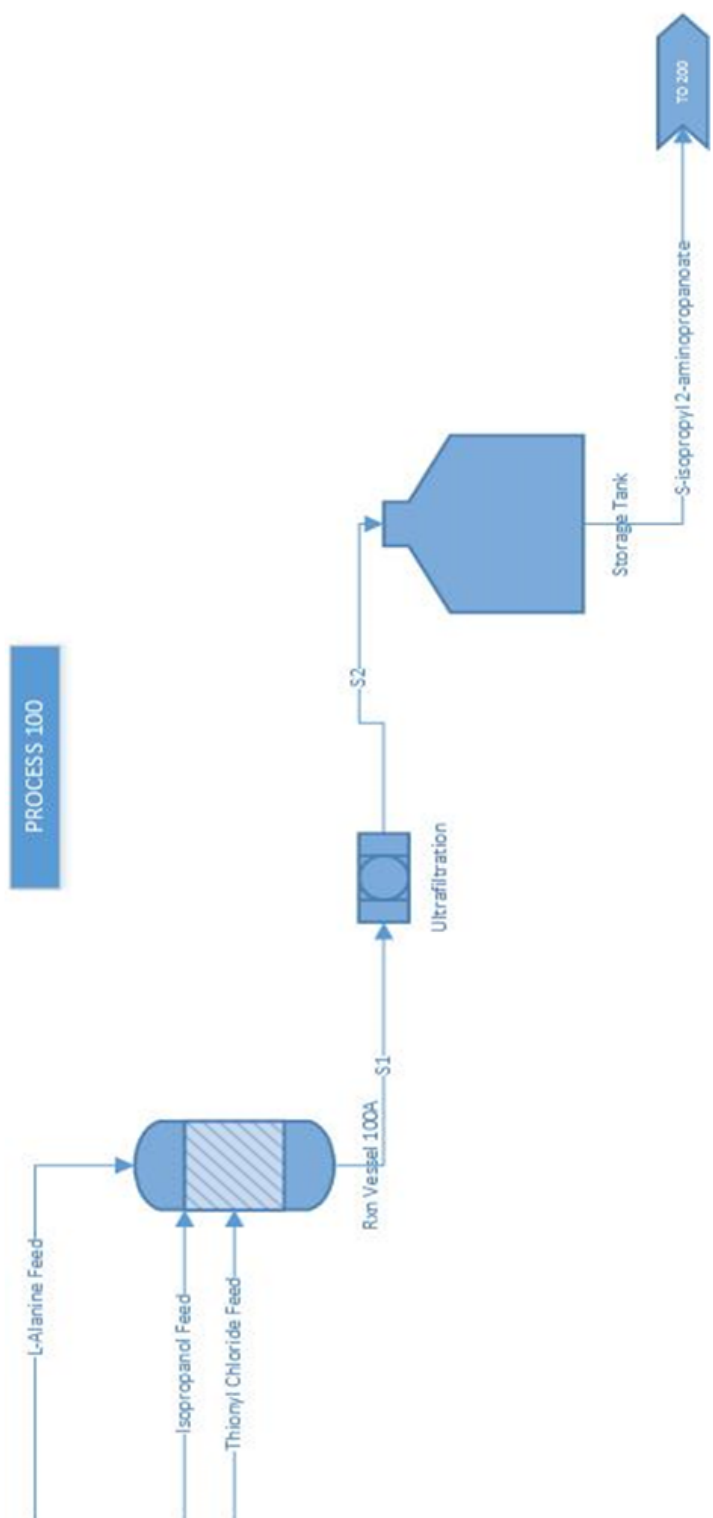 PROCESS 100
L-Alanine Feed
Isopropanol Feed
Thionyl Chloride Feed
Rxn Vessel 100A
S1
Ultrafiltration
S2
Storage Tank
S-isopropyl 2-aminopropanoate
TO 200